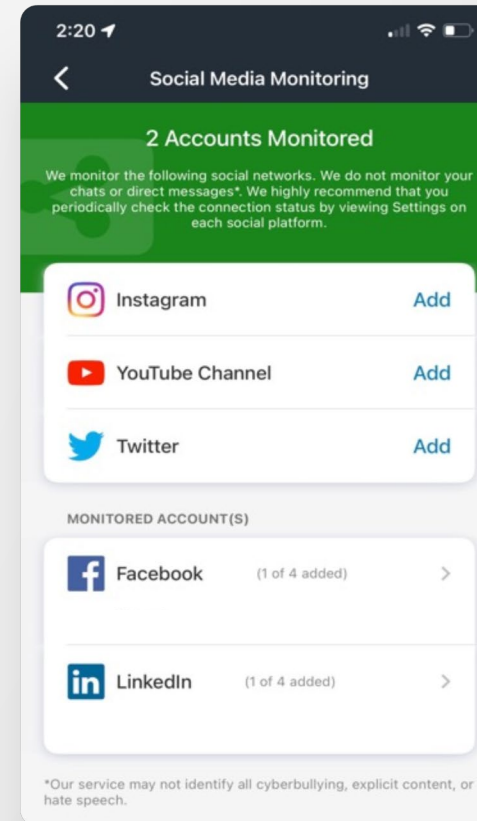 2:20
Social Media Monitoring
2 Accounts Monitored
We monitor the following social networks. We do not monitor your
chats or direct messages*. We highly recommend that you
periodically check the connection status by viewing Settings on
each social platform.
Instagram Add
YouTube Channel Add
Twitter Add
MONITORED ACCOUNT(S)
f Facebook (1 of 4 added)
in LinkedIn (1 of 4 added)
*Our service may not identify all cyberbullying, explicit content, or
hate speech.